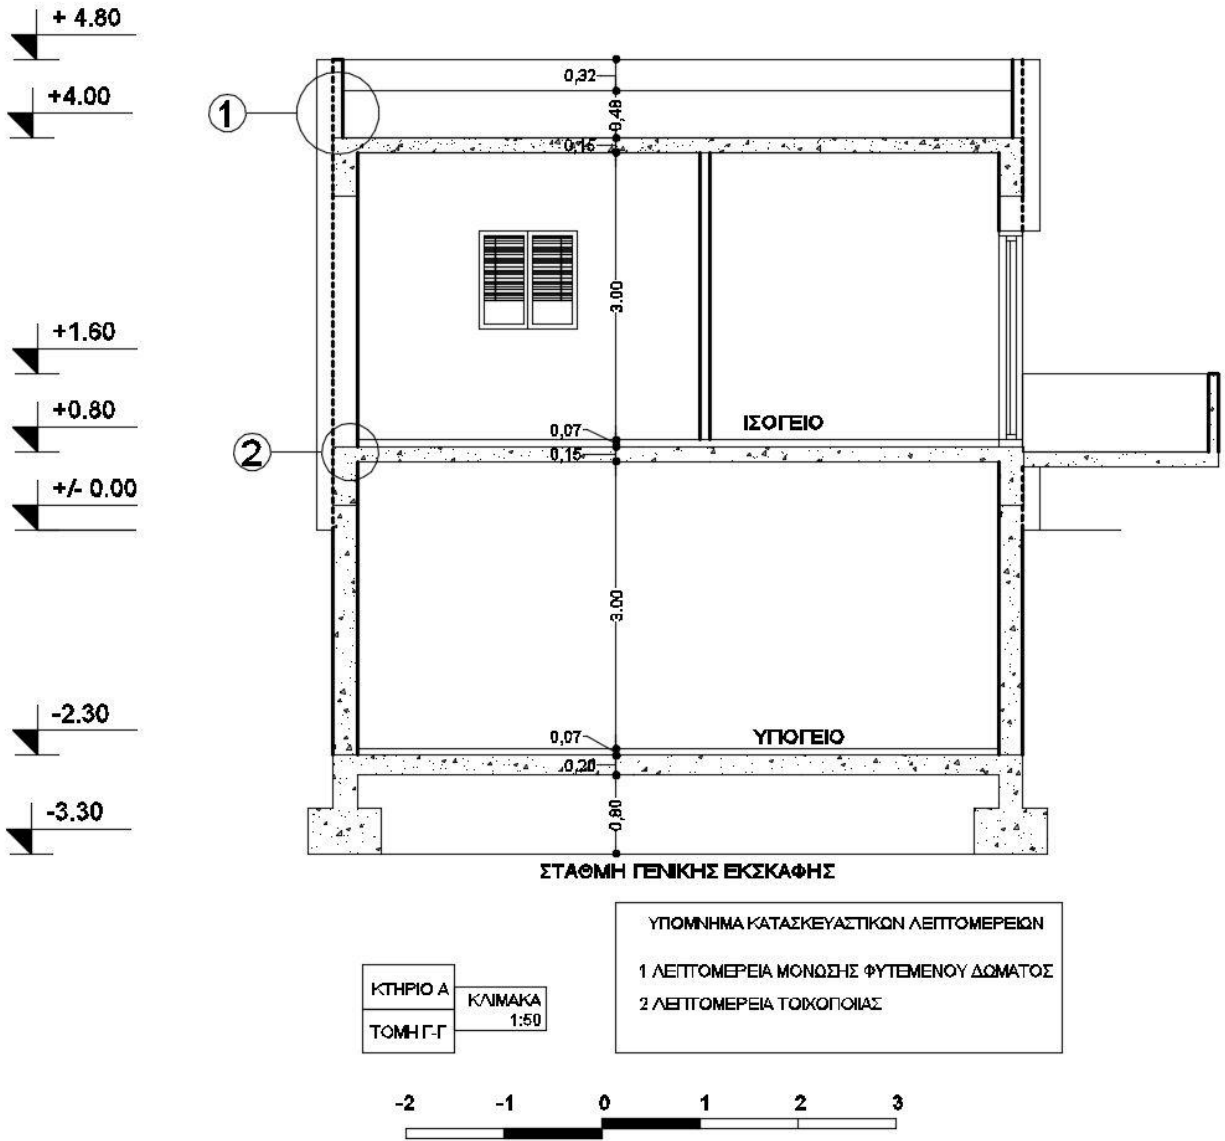 + 4.80
0,32
+4.00
1
0,48
0,15
3.00
+1.60
+0.80
ΙΣΟΓΕΙΟ
0,07
2
0,15
+/- 0.00
3.00
-2.30
0,07
ΥΠΟΓΕΙΟ
0,20
-3.30
0,80
ΣΤΑΘΜΗ ΓΕΝΙΚΗΣ ΕΚΣΚΑΦΗΣ
ΥΠΟΜΝΗΜΑ ΚΑΤΑΣΚΕΥΑΣΤΙΚΩΝ ΛΕΠΤΟΜΕΡΕΙΩΝ
1 ΛΕΠΤΟΜΕΡΕΙΑ ΜΟΝΩΣΗΣ ΦΥΤΕΜΕΝΟΥ ΔΩΜΑΤΟΣ
2 ΛΕΠΤΟΜΕΡΕΙΑ ΤΟΙΧΟΠΟΙΙΑΣ
ΚΤΗΡΙΟ Α
ΤΟΜΗ Γ-Γ
ΚΛΙΜΑΚΑ
1:50
-2 -1 0 1 2 3